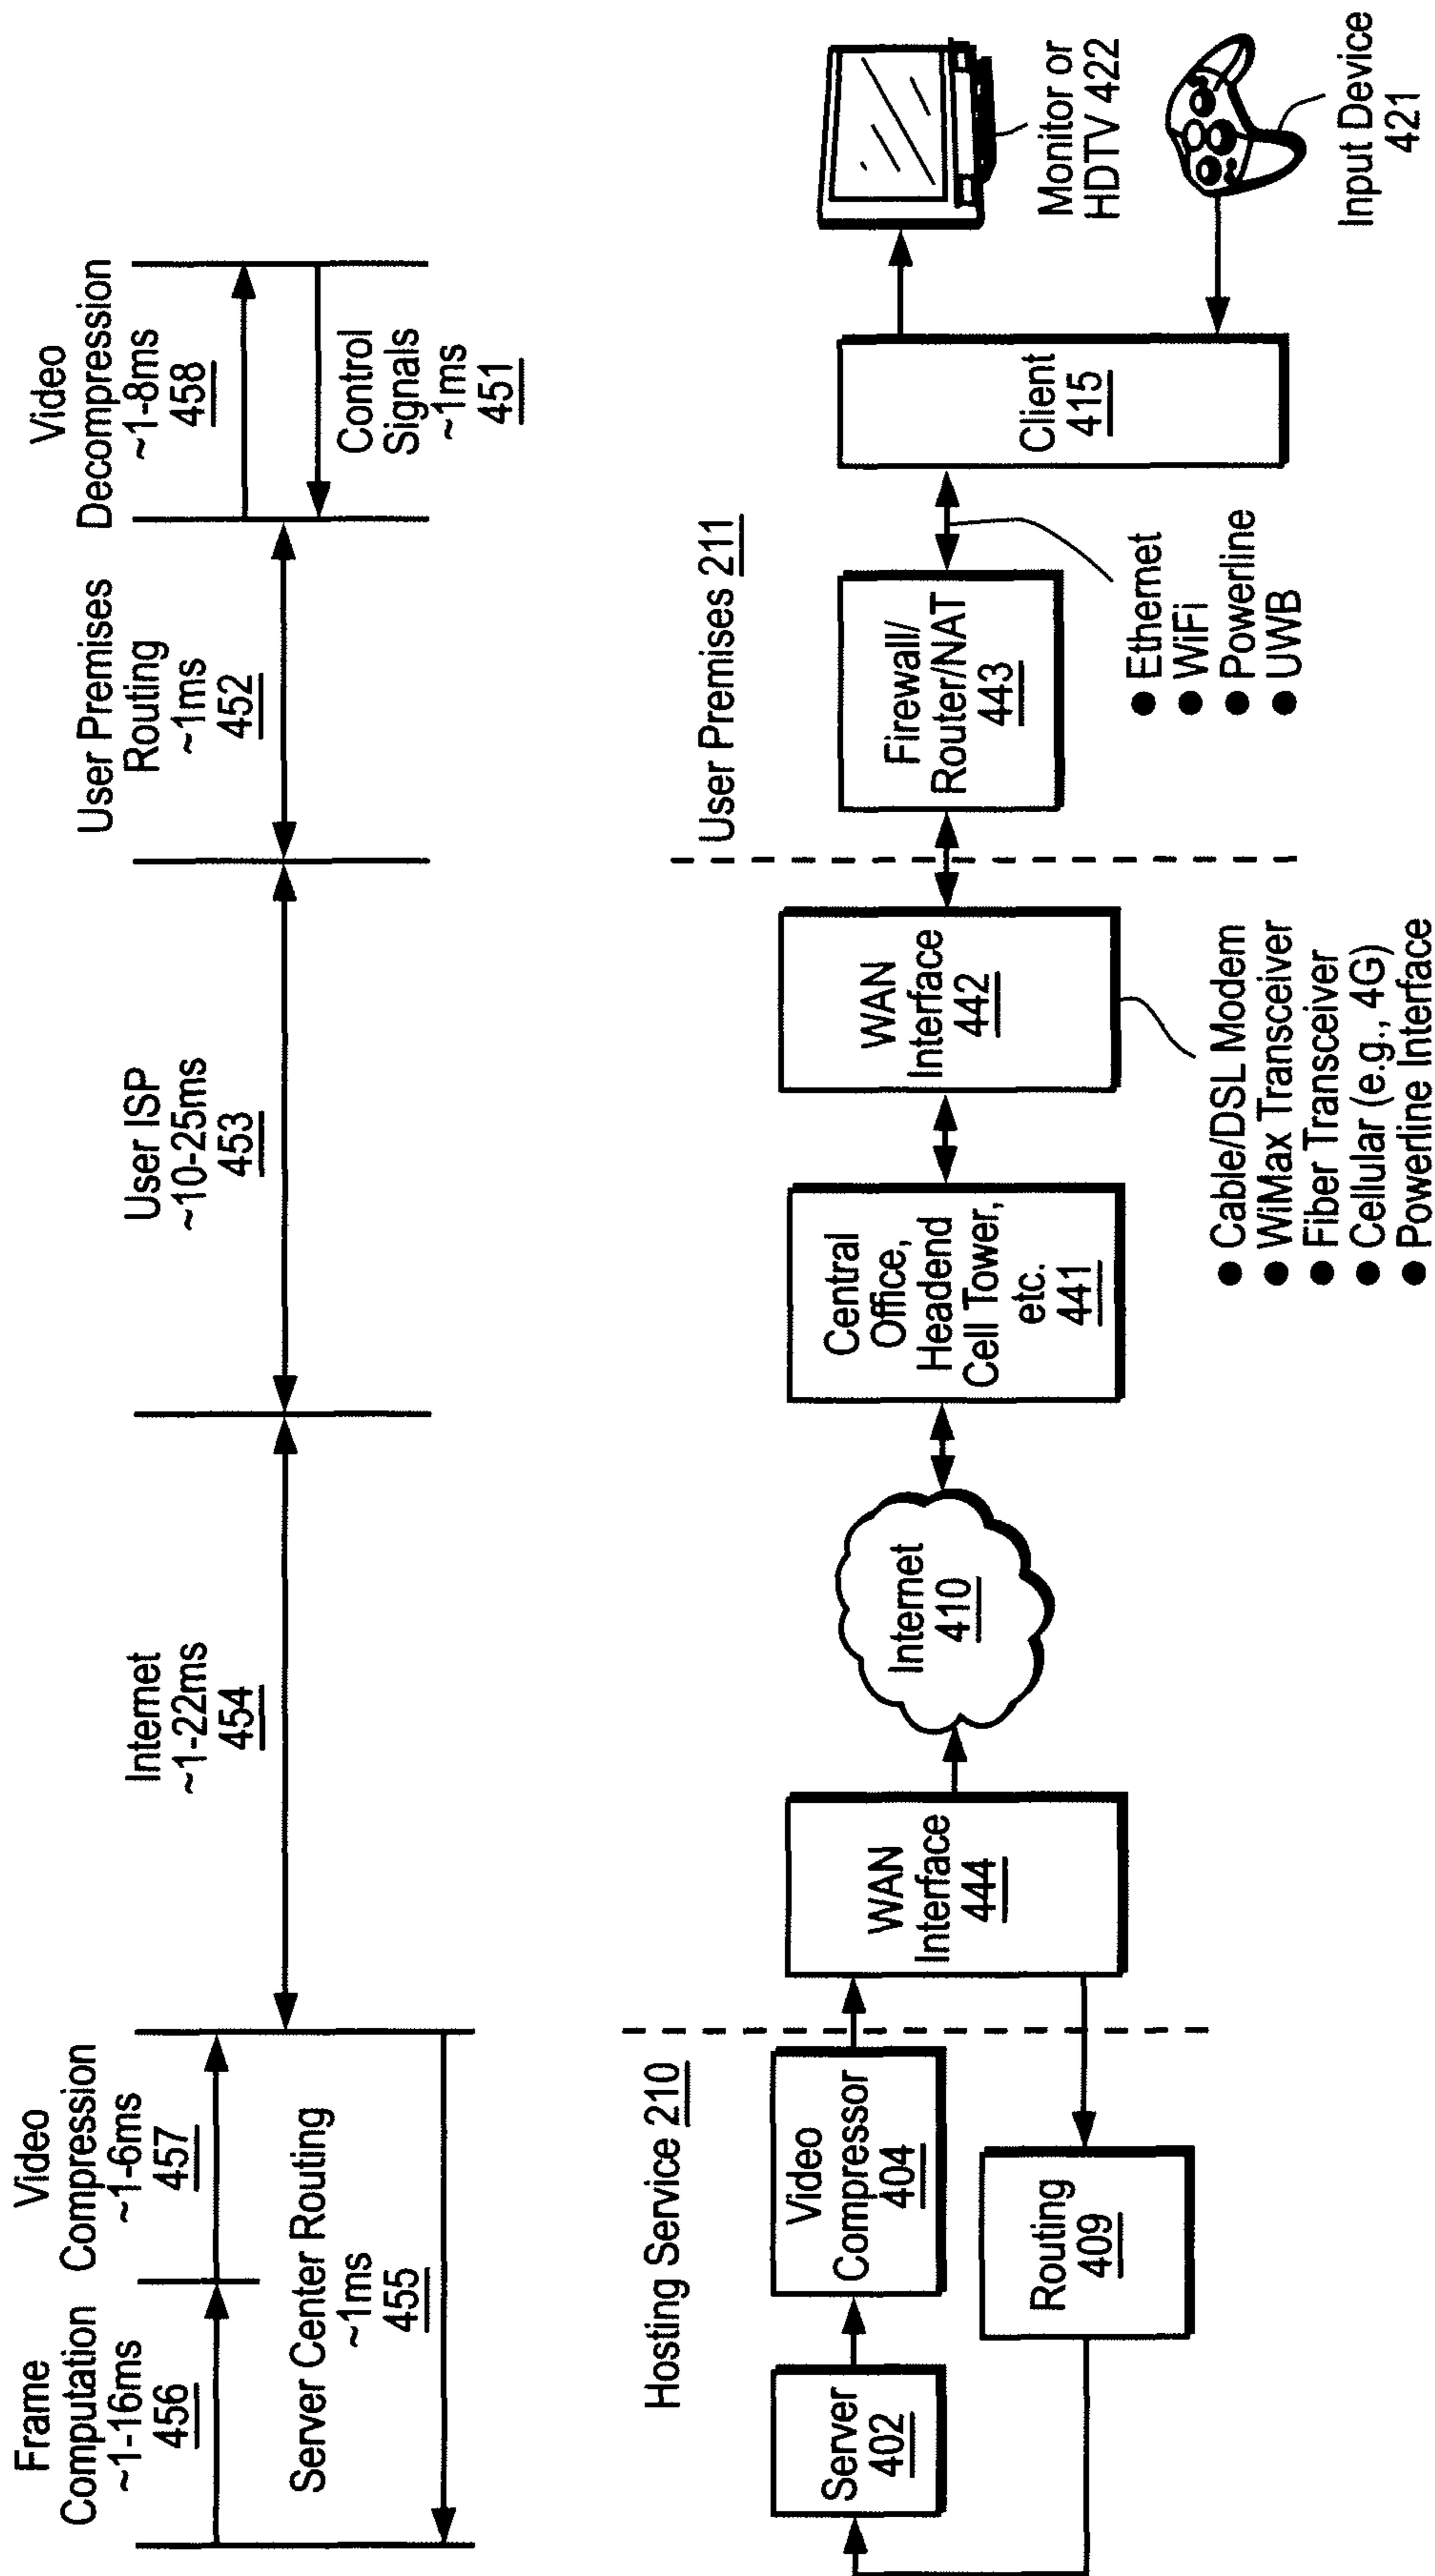 Frame
Computation
~1-16ms
456
Video
Compression
~1-6ms
457
Server Center Routing
~1ms
455
Internet
~1-22ms
454
User ISP
~10-25ms
453
User Premises
Routing
~1ms
452
Video
Decompression
~1-8ms
458
Control
Signals
~1ms
451
Hosting Service 210
Server
402
Video
Compressor
404
Routing
409
WAN
Interface
444
Internet
410
Central
Office,
Headend
Cell Tower,
etc.
441
WAN
Interface
442
● Cable/DSL Modem
● WiMax Transceiver
● Fiber Transceiver
● Cellular (e.g., 4G)
● Powerline Interface
User Premises 211
Firewall/
Router/NAT
443
● Ethernet
● WiFi
● Powerline
● UWB
Client
415
Monitor or
HDTV 422
Input Device
421